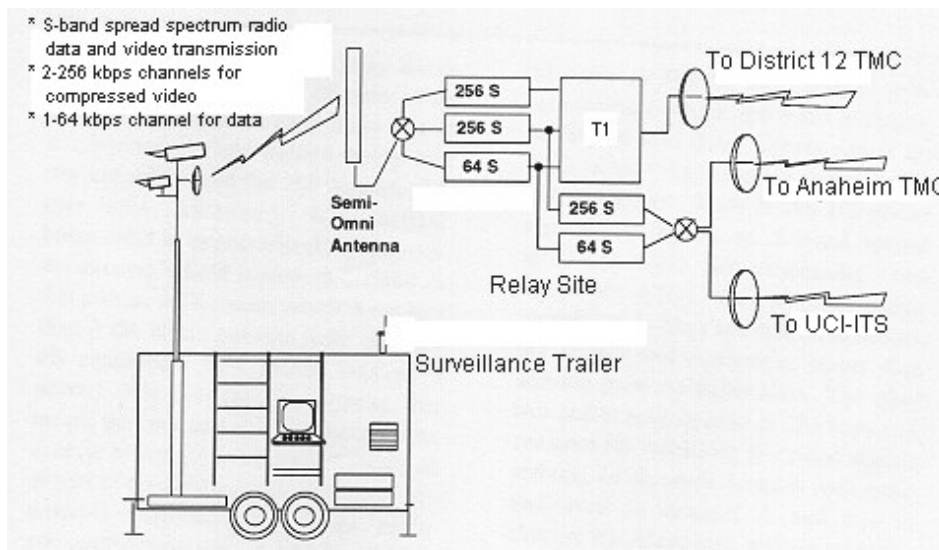 * S-band spread spectrum radio
data and video transmission
* 2-256 kbps channels for
compressed video
* 1-64 kbps channel for data
256 S
256 S
64 S
T1
To District 12 TMC
To Anaheim TMC
Semi-
Omni
Antenna
256 S
64 S
Relay Site
To UCI-ITS
Surveillance Trailer